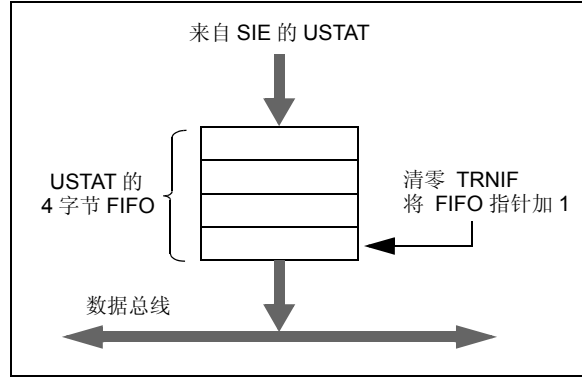 来自 SIE 的 USTAT
USTAT 的
4 字节 FIFO
清零 TRNIF
将 FIFO 指针加 1
数据总线